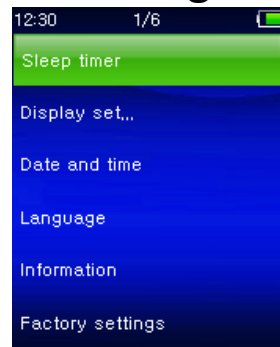 12:30 1/6
Sleep timer
Display set,,,
Date and time
Language
Information
Factory settings